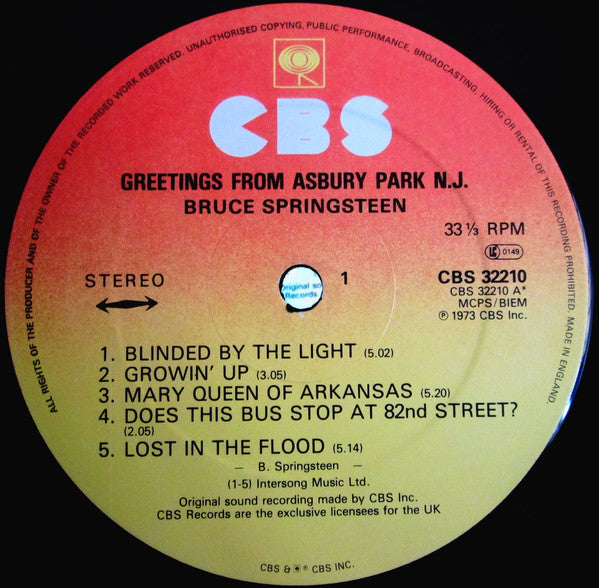 ALL RIGHTS OF THE PRODUCER AND OF THE OWNER OF THE RECORDED WORK RESERVED. UNAUTHORISED COPYING, PUBLIC PERFORMANCE, BROADCASTING, HIRING OR RENTAL OF THIS RECORDING PROHIBITED. MADE IN ENGLAND.
CBS
GREETINGS FROM ASBURY PARK N.J.
BRUCE SPRINGSTEEN
33 ⅓ RPM
LC 0149
STEREO
1
CBS 32210
CBS 32210 A*
MCPS/BIEM
℗ 1973 CBS Inc.
original so
Records
1. BLINDED BY THE LIGHT (5.02)
2. GROWIN' UP (3.05)
3. MARY QUEEN OF ARKANSAS (5.20)
4. DOES THIS BUS STOP AT 82nd STREET?
(2.05)
5. LOST IN THE FLOOD (5.14)
— B. Springsteen —
(1-5) Intersong Music Ltd.
Original sound recording made by CBS Inc.
CBS Records are the exclusive licensees for the UK
CBS & ® CBS INC.